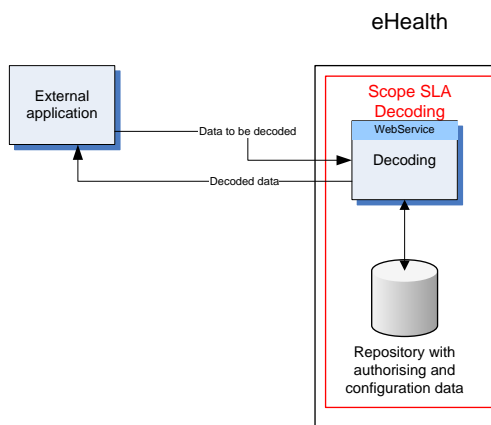 eHealth
External
application
Scope SLA
Decoding
WebService
Decoding
Data to be decoded
Decoded data
Repository with
authorising and
configuration data